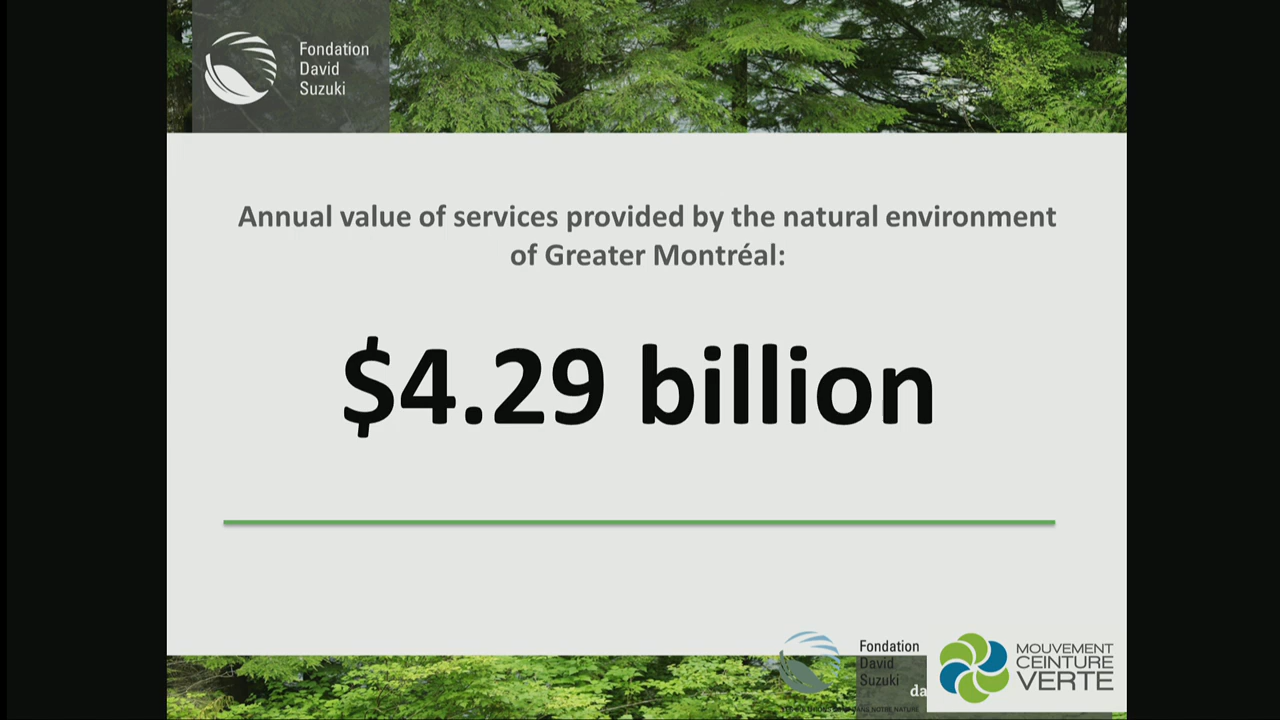 Fondation
David
Suzuki
Annual value of services provided by the natural environment
of Greater Montréal:
$4.29 billion
Fondation
David
Suzuki
da
MOUVEMENT
CEINTURE
VERTE